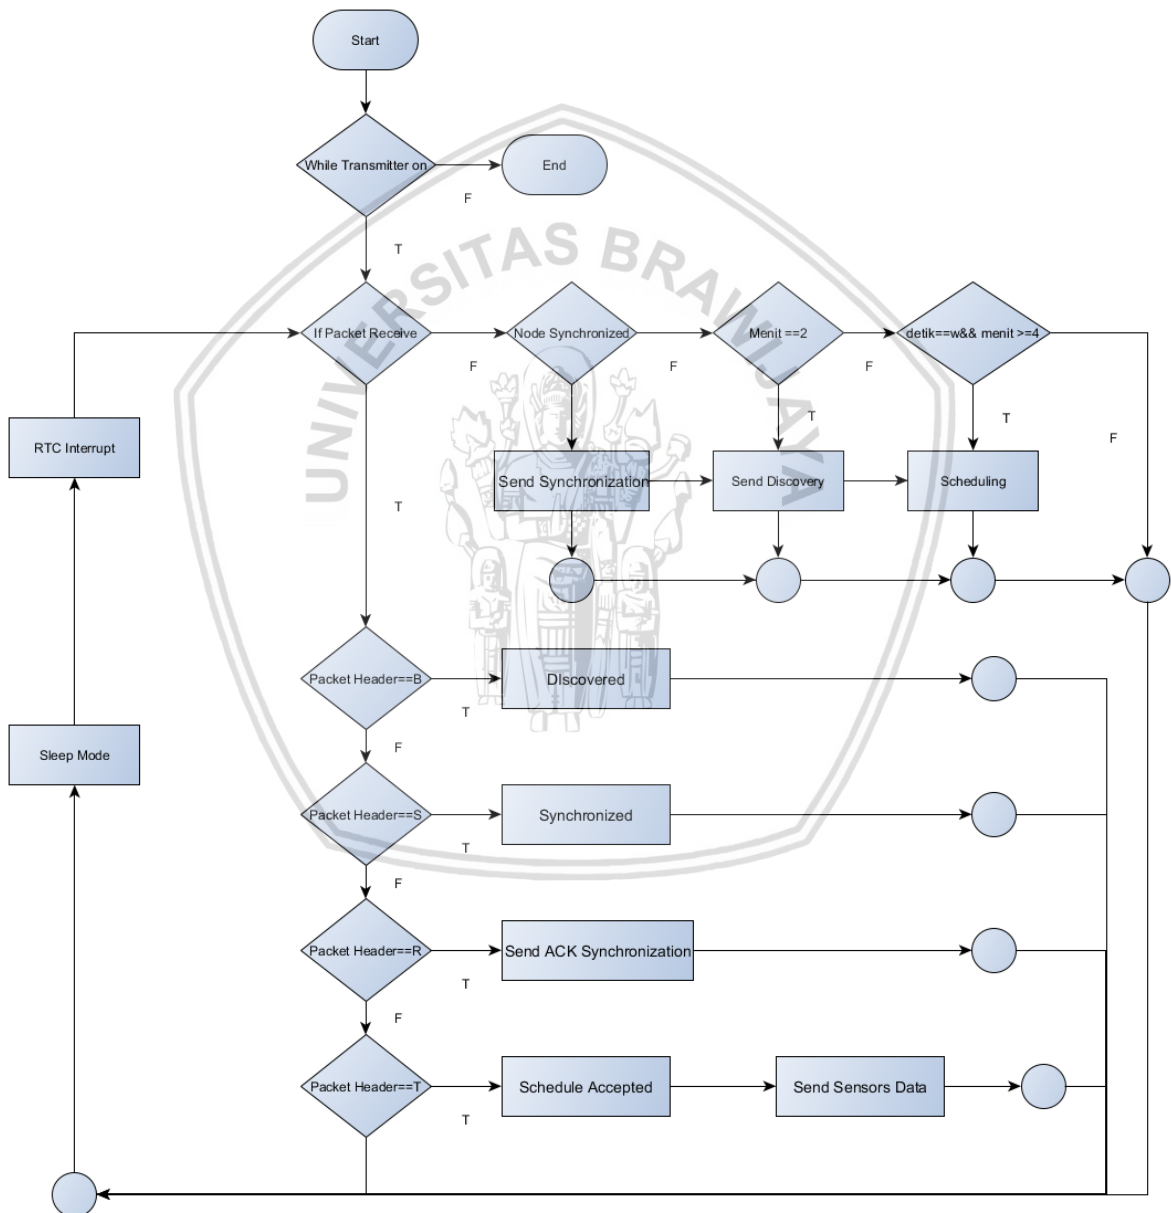 Start
While Transmitter on
End
F
T
UNIVERSITAS BRAWIJAYA
If Packet Receive
Node Synchronized
Menit ==2
detik==w&& menit >=4
F
F
F
T
T
F
RTC Interrupt
Send Synchronization
Send Discovery
Scheduling
T
Packet Header==B
DIscovered
T
F
Sleep Mode
Packet Header==S
Synchronized
T
F
Packet Header==R
Send ACK Synchronization
T
F
Packet Header==T
Schedule Accepted
Send Sensors Data
T